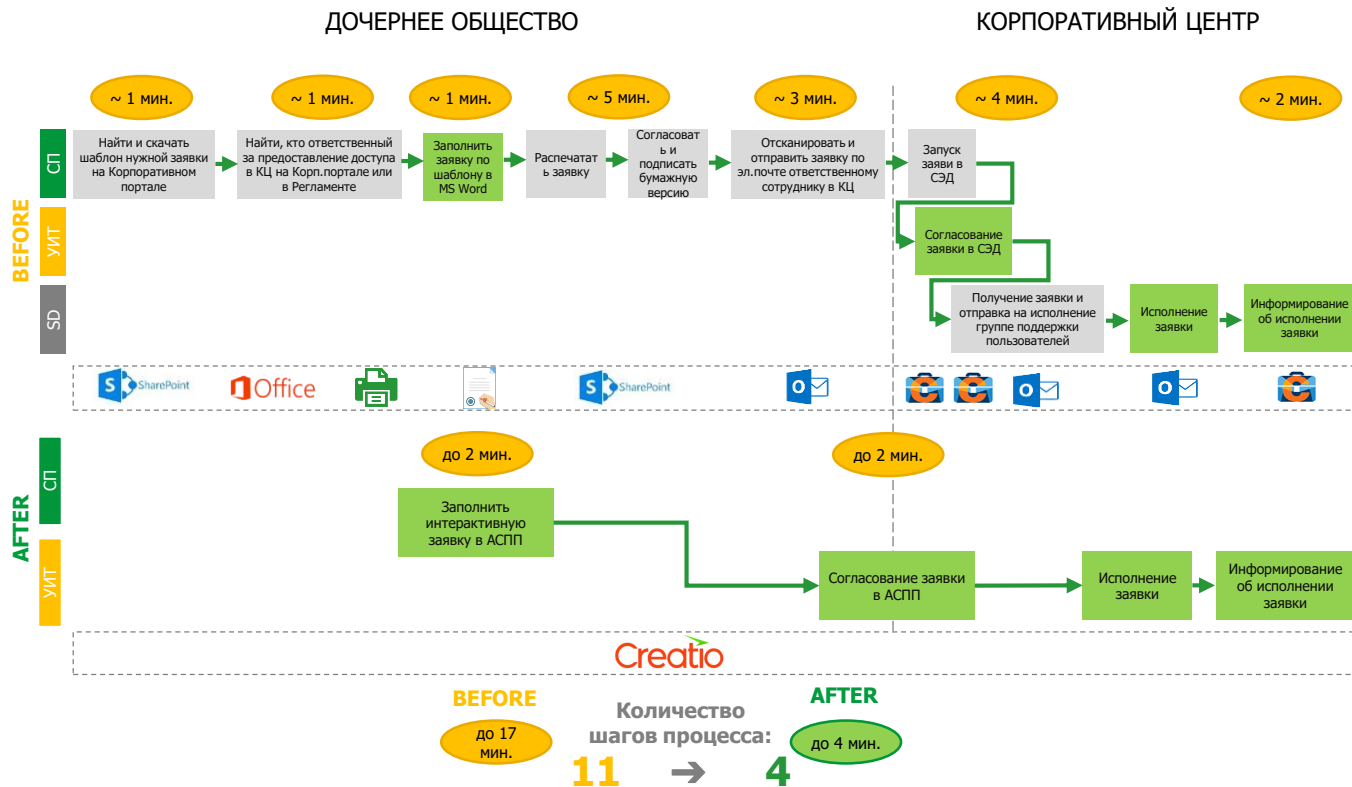 ДОЧЕРНЕЕ ОБЩЕСТВО
КОРПОРАТИВНЫЙ ЦЕНТР
~ 1 мин.
~ 1 мин.
~ 1 мин.
~ 5 мин.
~ 3 мин.
~ 4 мин.
~ 2 мин.
BEFORE
СП
Найти и скачать
шаблон нужной заявки
на Корпоративном
портале
Найти, кто ответственный
за предоставление доступа
в КЦ на Корп.портале или
в Регламенте
Заполнить
заявку по
шаблону в
MS Word
Распечатат
ь заявку
Согласоват
ь и
подписать
бумажную
версию
Отсканировать и
отправить заявку по
эл.почте ответственному
сотруднику в КЦ
Запуск
заяви в
СЭД
УИТ
Согласование
заявки в СЭД
SD
Получение заявки и
отправка на исполнение
группе поддержки
пользователей
Исполнение
заявки
Информирование
об исполнении
заявки
S SharePoint
Office
S SharePoint
o
o
o
до 2 мин.
до 2 мин.
AFTER
СП
Заполнить
интерактивную
заявку в АСПП
УИТ
Согласование заявки
в АСПП
Исполнение
заявки
Информирование
об исполнении
заявки
Creatio
BEFORE
AFTER
до 17
мин.
Количество
шагов процесса:
до 4 мин.
11 ➔ 4